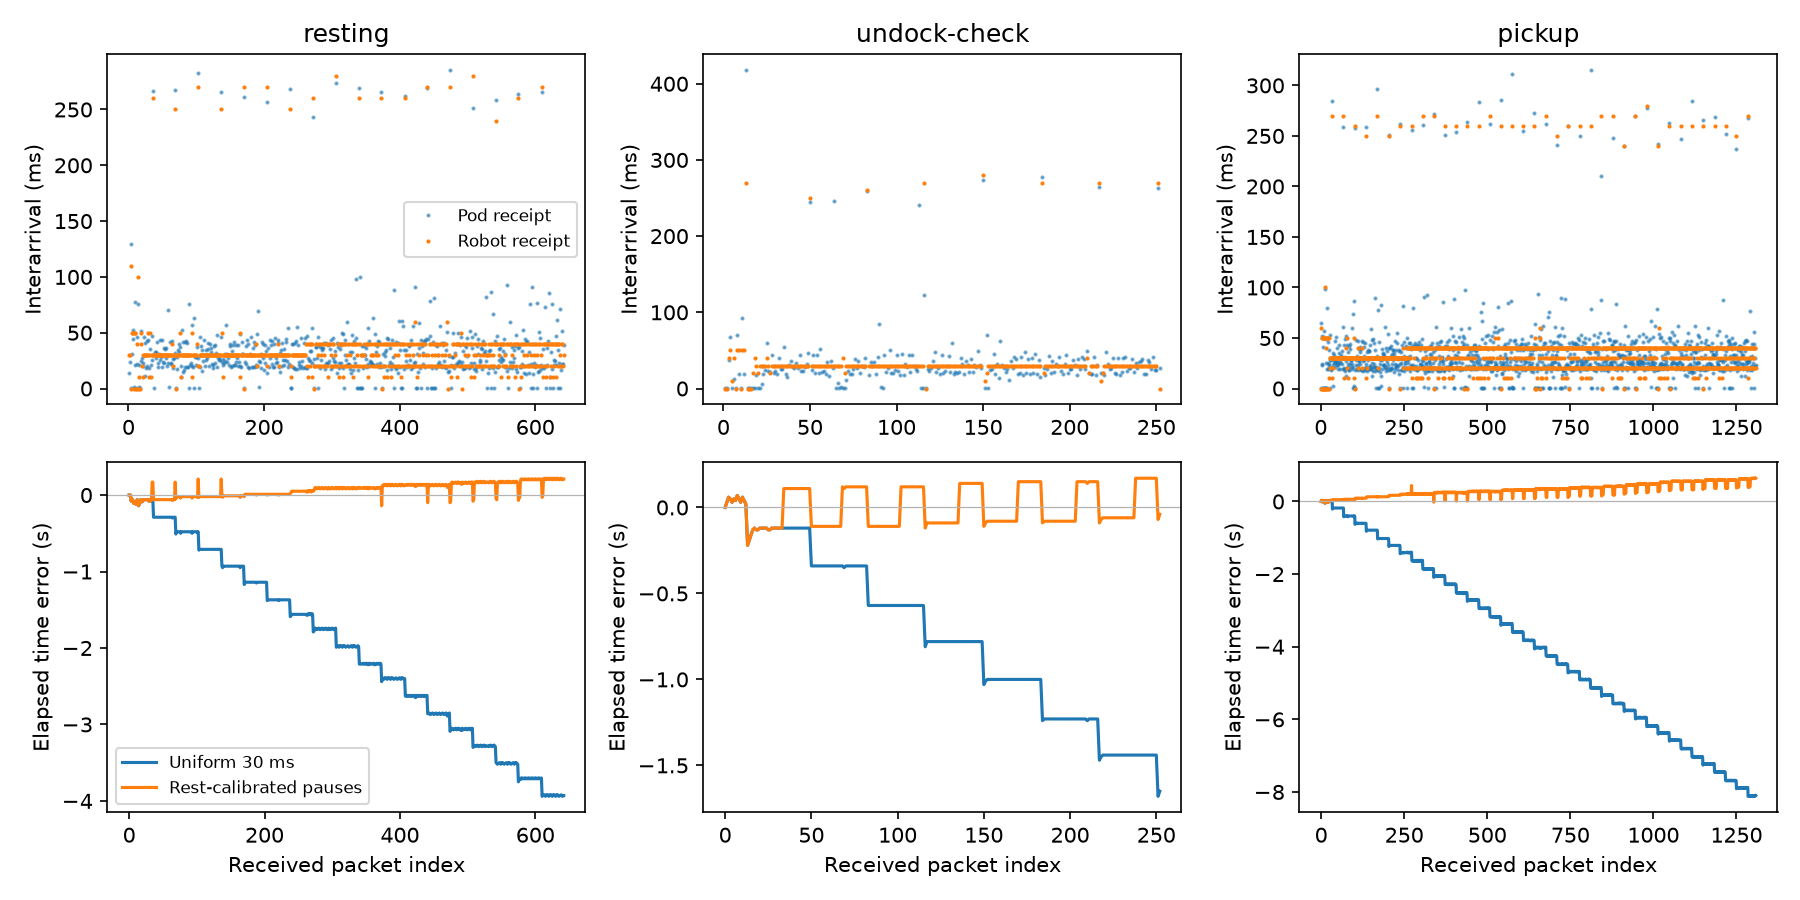 resting
undock-check
pickup
Interarrival (ms)
250
200
150
100
50
0
0 200 400 600
Pod receipt
Robot receipt
Interarrival (ms)
400
300
200
100
0
0 50 100 150 200 250
Interarrival (ms)
300
250
200
150
100
50
0
0 250 500 750 1000 1250
Elapsed time error (s)
0
−1
−2
−3
−4
Uniform 30 ms
Rest-calibrated pauses
0 200 400 600
Received packet index
Elapsed time error (s)
0.0
−0.5
−1.0
−1.5
0 50 100 150 200 250
Received packet index
Elapsed time error (s)
0
−2
−4
−6
−8
0 250 500 750 1000 1250
Received packet index